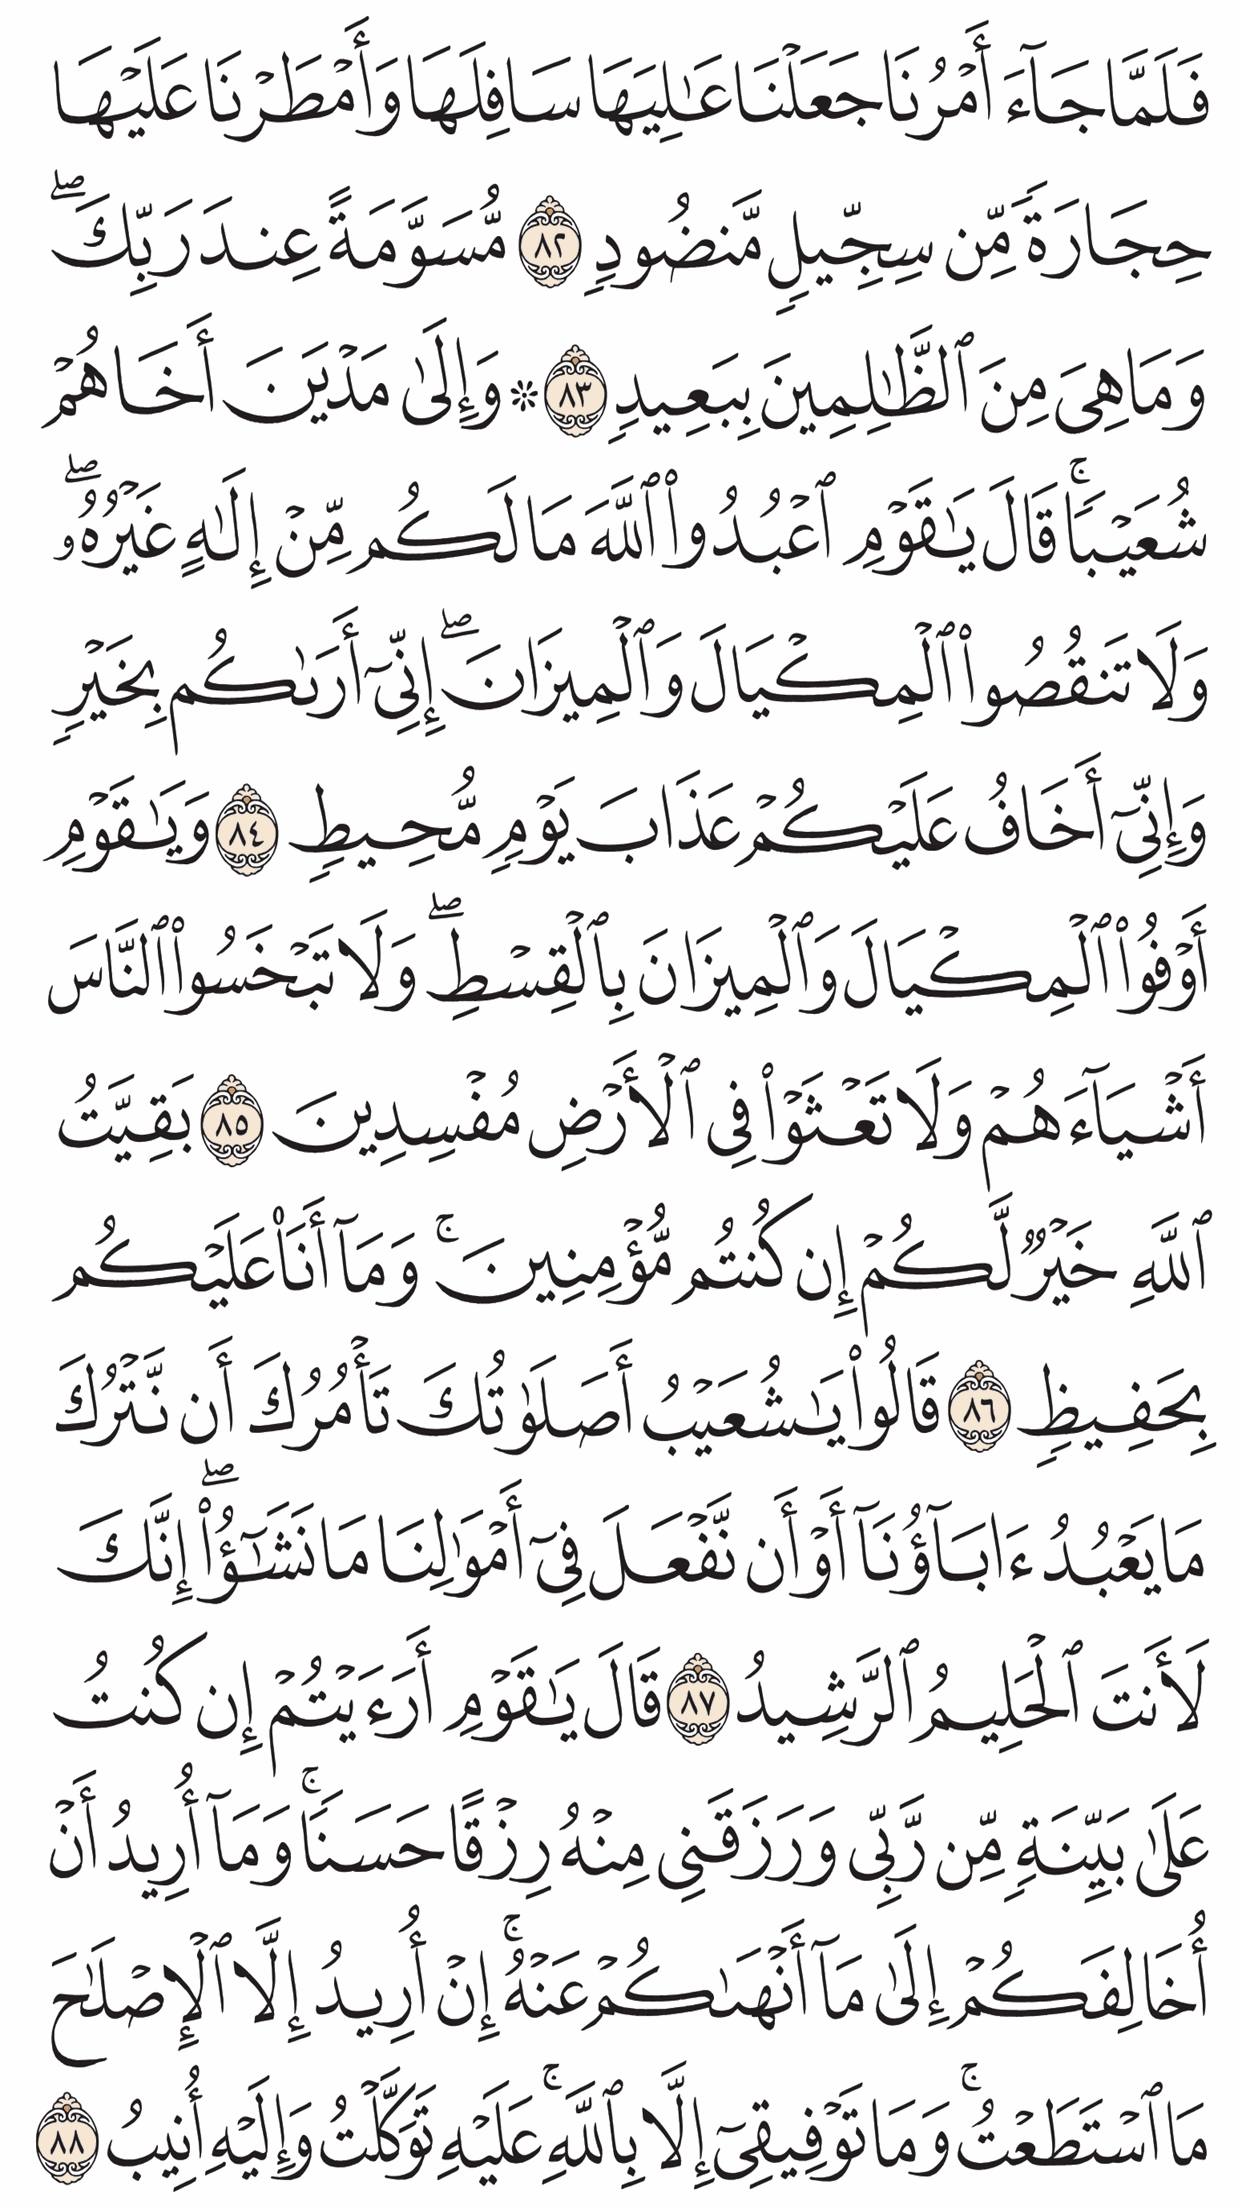 فَلَمَّا جَآءَ أَمۡرُنَا جَعَلۡنَا عَٰلِيَهَا سَافِلَهَا وَأَمۡطَرۡنَا عَلَيۡهَا
حِجَارَةٗ مِّن سِجِّيلٖ مَّنضُودٖ ٨٢ مُّسَوَّمَةً عِندَ رَبِّكَۖ
وَمَا هِيَ مِنَ ٱلظَّٰلِمِينَ بِبَعِيدٖ ٨٣ ۞ وَإِلَىٰ مَدۡيَنَ أَخَاهُمۡ
شُعَيۡبٗاۚ قَالَ يَٰقَوۡمِ ٱعۡبُدُواْ ٱللَّهَ مَا لَكُم مِّنۡ إِلَٰهٍ غَيۡرُهُۥۖ
وَلَا تَنقُصُواْ ٱلۡمِكۡيَالَ وَٱلۡمِيزَانَۖ إِنِّيٓ أَرَىٰكُم بِخَيۡرٖ
وَإِنِّيٓ أَخَافُ عَلَيۡكُمۡ عَذَابَ يَوۡمٖ مُّحِيطٖ ٨٤ وَيَٰقَوۡمِ
أَوۡفُواْ ٱلۡمِكۡيَالَ وَٱلۡمِيزَانَ بِٱلۡقِسۡطِۖ وَلَا تَبۡخَسُواْ ٱلنَّاسَ
أَشۡيَآءَهُمۡ وَلَا تَعۡثَوۡاْ فِي ٱلۡأَرۡضِ مُفۡسِدِينَ ٨٥ بَقِيَّتُ
ٱللَّهِ خَيۡرٞ لَّكُمۡ إِن كُنتُم مُّؤۡمِنِينَۚ وَمَآ أَنَا۠ عَلَيۡكُم
بِحَفِيظٖ ٨٦ قَالُواْ يَٰشُعَيۡبُ أَصَلَوٰتُكَ تَأۡمُرُكَ أَن نَّتۡرُكَ
مَا يَعۡبُدُ ءَابَآؤُنَآ أَوۡ أَن نَّفۡعَلَ فِيٓ أَمۡوَٰلِنَا مَا نَشَٰٓؤُاْۖ إِنَّكَ
لَأَنتَ ٱلۡحَلِيمُ ٱلرَّشِيدُ ٨٧ قَالَ يَٰقَوۡمِ أَرَءَيۡتُمۡ إِن كُنتُ
عَلَىٰ بَيِّنَةٖ مِّن رَّبِّي وَرَزَقَنِي مِنۡهُ رِزۡقًا حَسَنٗاۚ وَمَآ أُرِيدُ أَنۡ
أُخَالِفَكُمۡ إِلَىٰ مَآ أَنۡهَىٰكُمۡ عَنۡهُۚ إِنۡ أُرِيدُ إِلَّا ٱلۡإِصۡلَٰحَ
مَا ٱسۡتَطَعۡتُۚ وَمَا تَوۡفِيقِيٓ إِلَّا بِٱللَّهِۚ عَلَيۡهِ تَوَكَّلۡتُ وَإِلَيۡهِ أُنِيبُ ٨٨